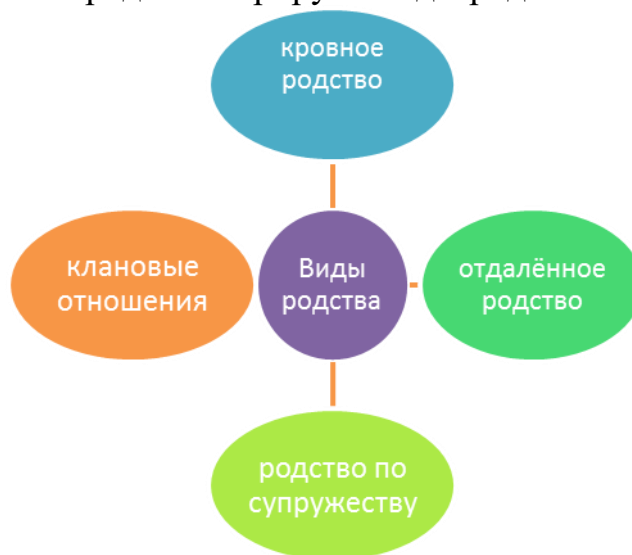 кровное
родство
клановые
отношения
Виды
родства
отдалённое
родство
родство по
супружеству